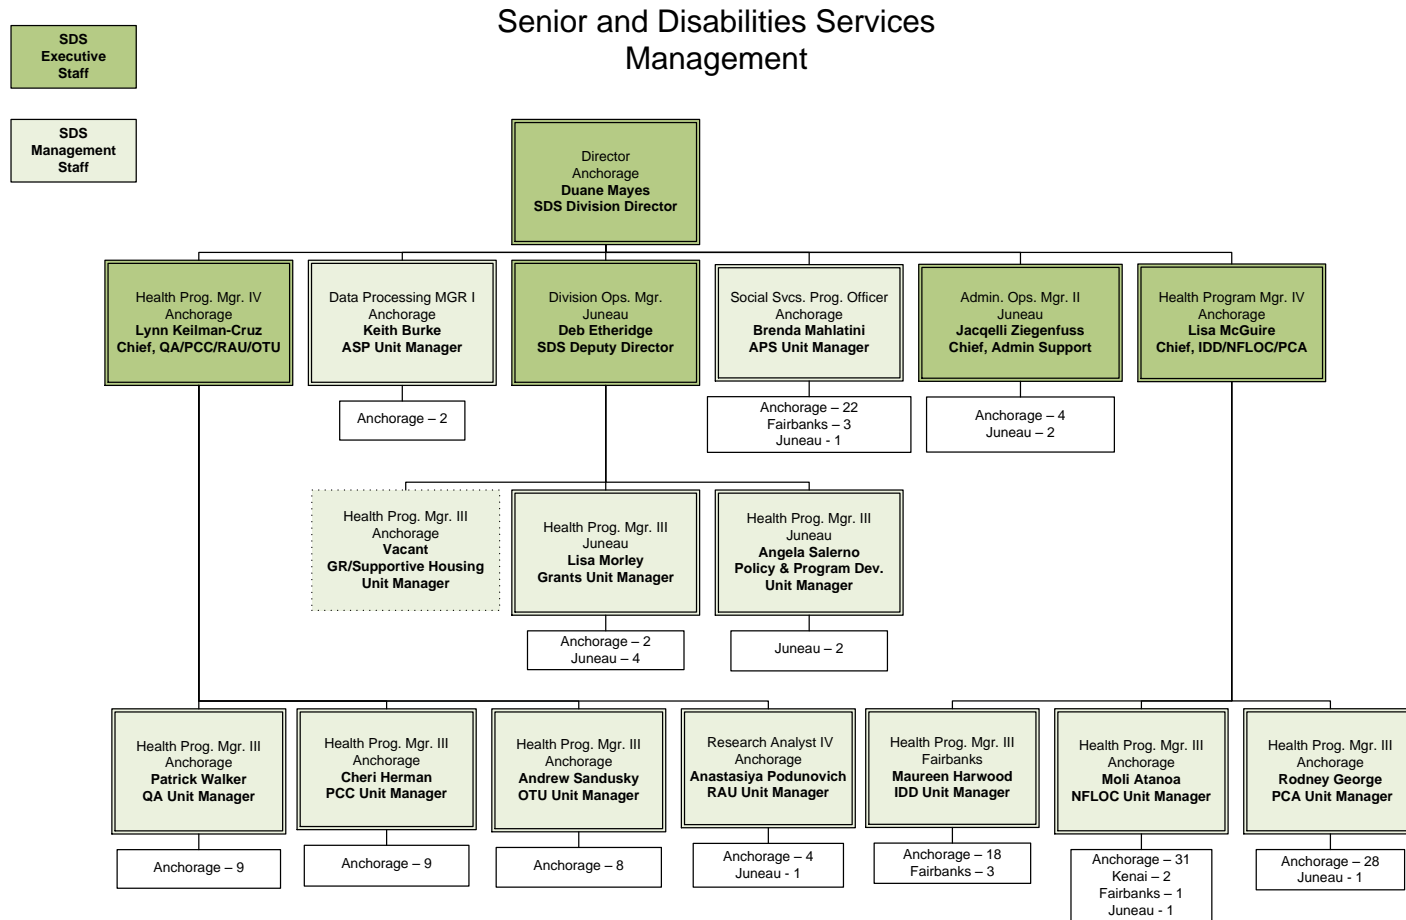 Senior and Disabilities Services
Management
SDS
Executive
Staff
SDS
Management
Staff
Director
Anchorage
Duane Mayes
SDS Division Director
Health Prog. Mgr. IV
Anchorage
Lynn Keilman-Cruz
Chief, QA/PCC/RAU/OTU
Data Processing MGR I
Anchorage
Keith Burke
ASP Unit Manager
Anchorage – 2
Division Ops. Mgr.
Juneau
Deb Etheridge
SDS Deputy Director
Social Svcs. Prog. Officer
Anchorage
Brenda Mahlatini
APS Unit Manager
Anchorage – 22
Fairbanks – 3
Juneau - 1
Admin. Ops. Mgr. II
Juneau
Jacqelli Ziegenfuss
Chief, Admin Support
Anchorage – 4
Juneau – 2
Health Program Mgr. IV
Anchorage
Lisa McGuire
Chief, IDD/NFLOC/PCA
Health Prog. Mgr. III
Anchorage
Vacant
GR/Supportive Housing
Unit Manager
Health Prog. Mgr. III
Juneau
Lisa Morley
Grants Unit Manager
Anchorage – 2
Juneau – 4
Health Prog. Mgr. III
Juneau
Angela Salerno
Policy & Program Dev.
Unit Manager
Juneau – 2
Health Prog. Mgr. III
Anchorage
Patrick Walker
QA Unit Manager
Anchorage – 9
Health Prog. Mgr. III
Anchorage
Cheri Herman
PCC Unit Manager
Anchorage – 9
Health Prog. Mgr. III
Anchorage
Andrew Sandusky
OTU Unit Manager
Anchorage – 8
Research Analyst IV
Anchorage
Anastasiya Podunovich
RAU Unit Manager
Anchorage – 4
Juneau - 1
Health Prog. Mgr. III
Fairbanks
Maureen Harwood
IDD Unit Manager
Anchorage – 18
Fairbanks – 3
Health Prog. Mgr. III
Anchorage
Moli Atanoa
NFLOC Unit Manager
Anchorage – 31
Kenai – 2
Fairbanks – 1
Juneau - 1
Health Prog. Mgr. III
Anchorage
Rodney George
PCA Unit Manager
Anchorage – 28
Juneau – 1